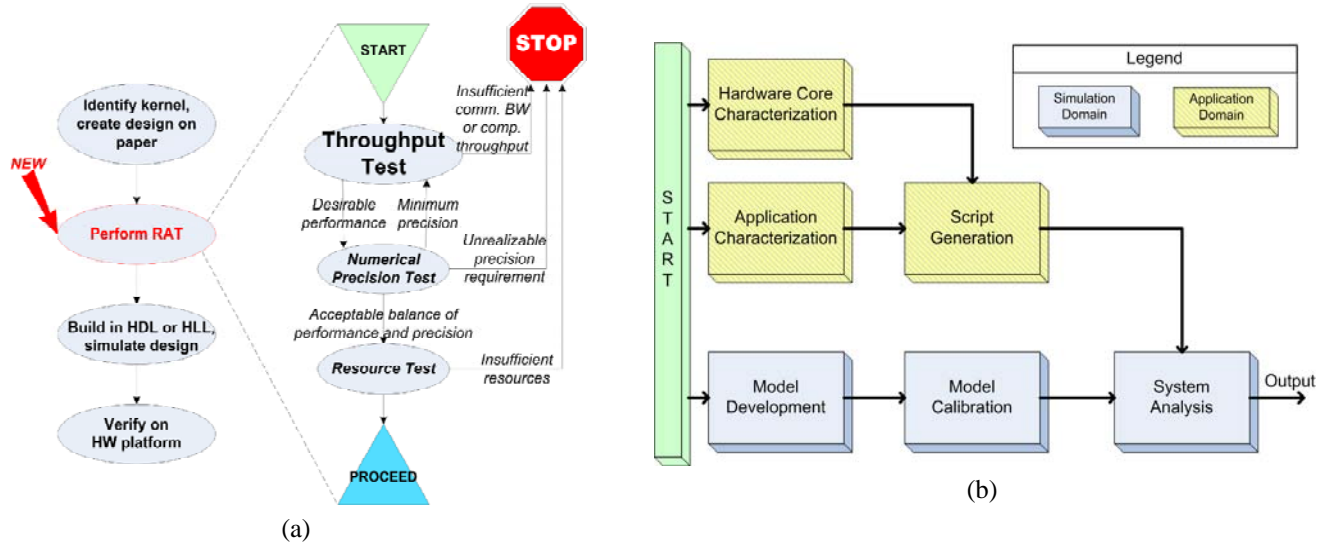 Identify kernel,
create design on
paper
NEW
Perform RAT
Build in HDL or HLL,
simulate design
Verify on
HW platform
START
STOP
Insufficient
comm. BW
or comp.
throughput
Throughput
Test
Desirable
performance
Minimum
precision
Unrealizable
precision
requirement
Numerical
Precision Test
Acceptable balance of
performance and precision
Resource Test
Insufficient
resources
PROCEED
(a)
START
Hardware Core
Characterization
Application
Characterization
Script
Generation
Model
Development
Model
Calibration
System
Analysis
Output
Legend
Simulation
Domain
Application
Domain
(b)